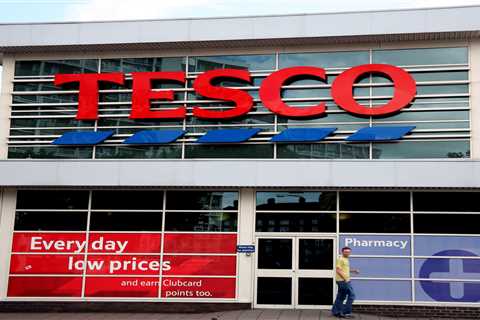 TESCO
Every day
low prices
and earn Clubcard
points too.
Pharmacy